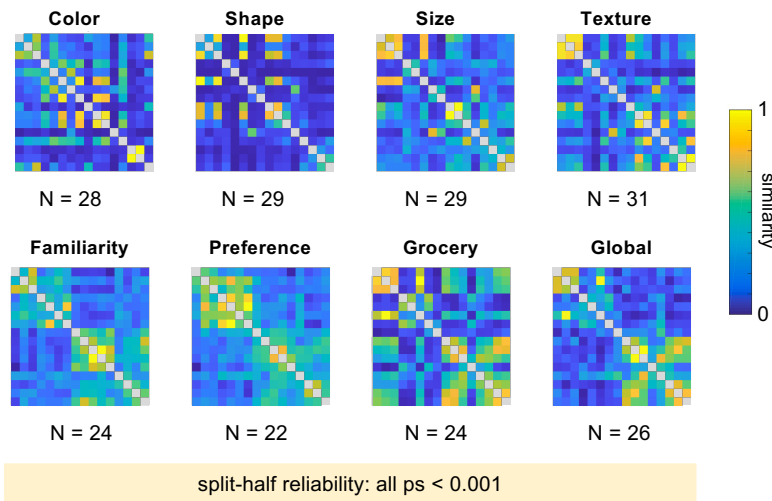 Color Shape Size Texture
N = 28 N = 29 N = 29 N = 31
Familiarity Preference Grocery Global
N = 24 N = 22 N = 24 N = 26
1
similarity
0
split-half reliability: all ps < 0.001